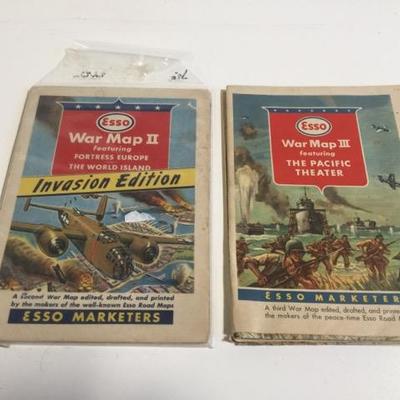 Esso
War Map II
featuring
FORTRESS EUROPE
THE WORLD ISLAND
Invasion Edition
A second War Map edited, drafted, and printed
by the makers of the well-known Esso Road Maps
ESSO MARKETERS
Esso
War Map III
featuring
THE PACIFIC
THEATER
ESSO MARKETER
A third War Map edited, drafted, and printed
the makers of the peace-time Esso Road